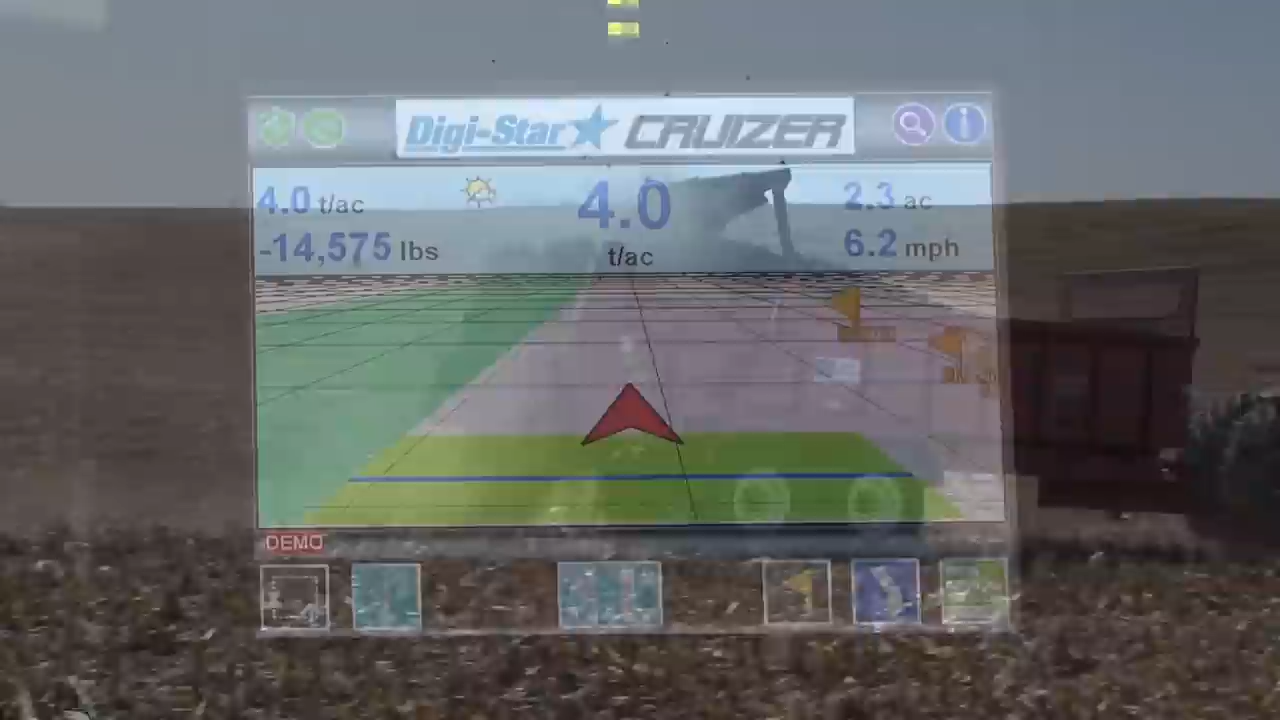 Digi-Star CRUIZER
4.0 t/ac
4.0
2.3 ac
-14,575 lbs
t/ac
6.2 mph
DEMO